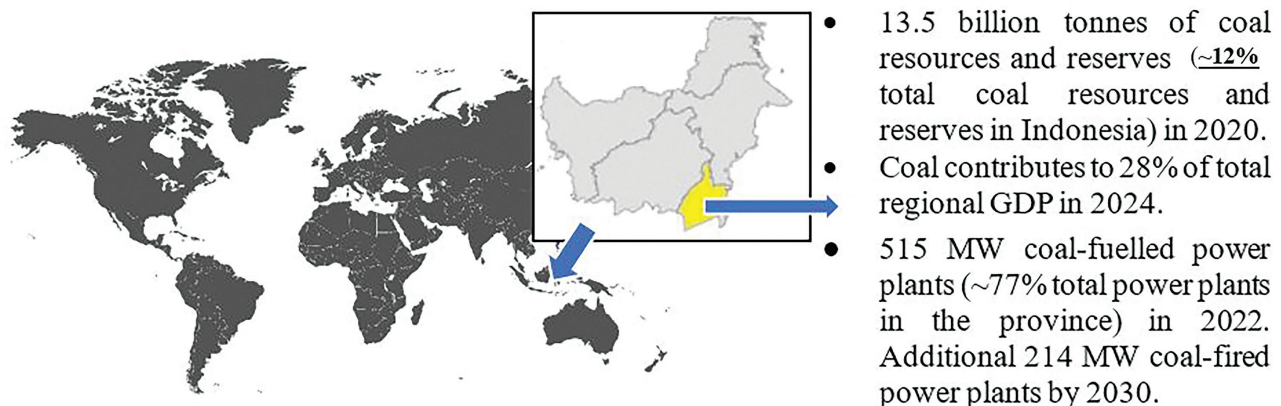 • 13.5 billion tonnes of coal
resources and reserves (~12%
total coal resources and
reserves in Indonesia) in 2020.
• Coal contributes to 28% of total
regional GDP in 2024.
• 515 MW coal-fuelled power
plants (~77% total power plants
in the province) in 2022.
Additional 214 MW coal-fired
power plants by 2030.